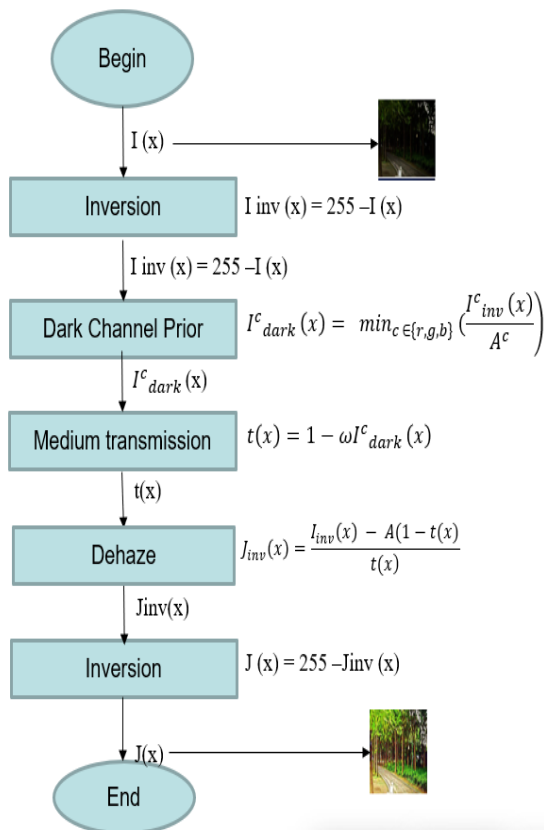 Begin
I (x)
Inversion
I inv (x) = 255 –I (x)
I inv (x) = 255 –I (x)
Dark Channel Prior
I^c_dark (x) = min_{c ∈{r,g,b}} (I^c_inv (x) / A^c)
I^c_dark (x)
Medium transmission
t(x) = 1 − ωI^c_dark (x)
t(x)
Dehaze
J_inv (x) = I_inv (x) − A(1 − t(x) / t(x)
Jinv(x)
Inversion
J (x) = 255 –Jinv (x)
J(x)
End